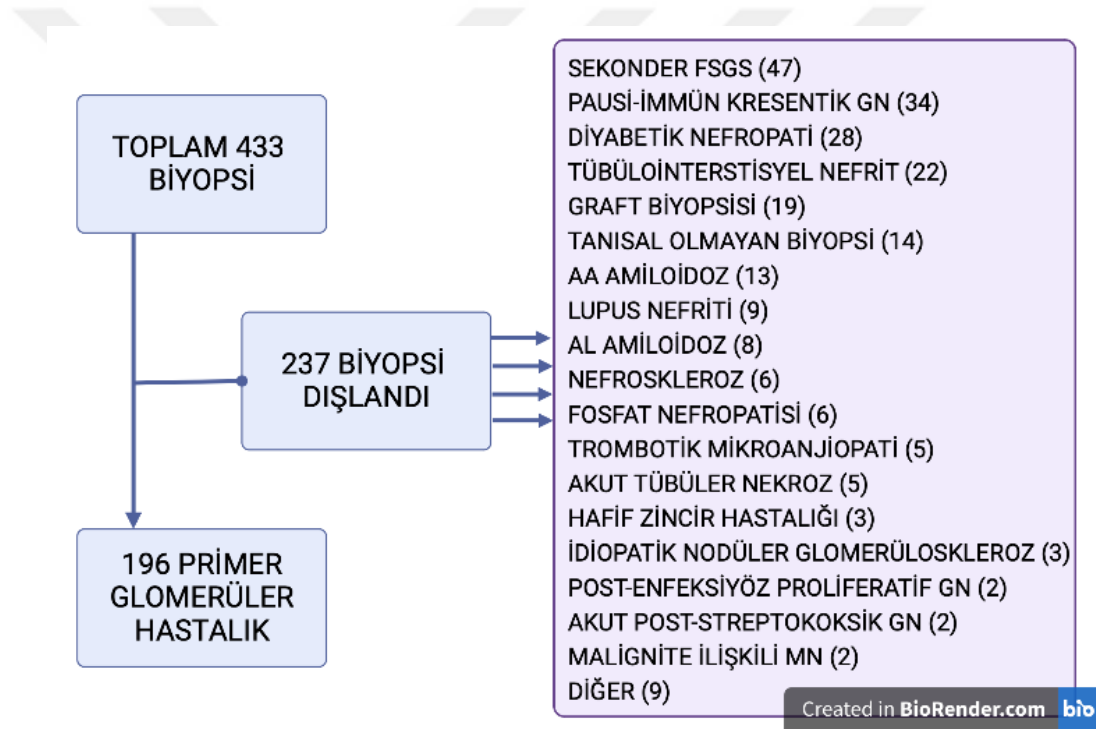 TOPLAM 433
BİYOPSİ
237 BİYOPSİ
DIŞLANDI
196 PRİMER
GLOMERÜLER
HASTALIK
SEKONDER FSGS (47)
PAUSİ-İMMÜN KRESENTİK GN (34)
DİYABETİK NEFROPATİ (28)
TÜBÜLOİNTERSTİSYEL NEFRİT (22)
GRAFT BİYOPSİSİ (19)
TANISAL OLMAYAN BİYOPSİ (14)
AA AMİLOİDOZ (13)
LUPUS NEFRİTİ (9)
AL AMİLOİDOZ (8)
NEFROSKLEROZ (6)
FOSFAT NEFROPATİSİ (6)
TROMBOTİK MİKROANJİOPATİ (5)
AKUT TÜBÜLER NEKROZ (5)
HAFİF ZİNCİR HASTALIĞI (3)
İDİOPATİK NODÜLER GLOMERÜLOSKLEROZ (3)
POST-ENFEKSİYÖZ PROLİFERATİF GN (2)
AKUT POST-STREPTOKOKSİK GN (2)
MALİGNİTE İLİŞKİLİ MN (2)
DİĞER (9)
Created in BioRender.com bio